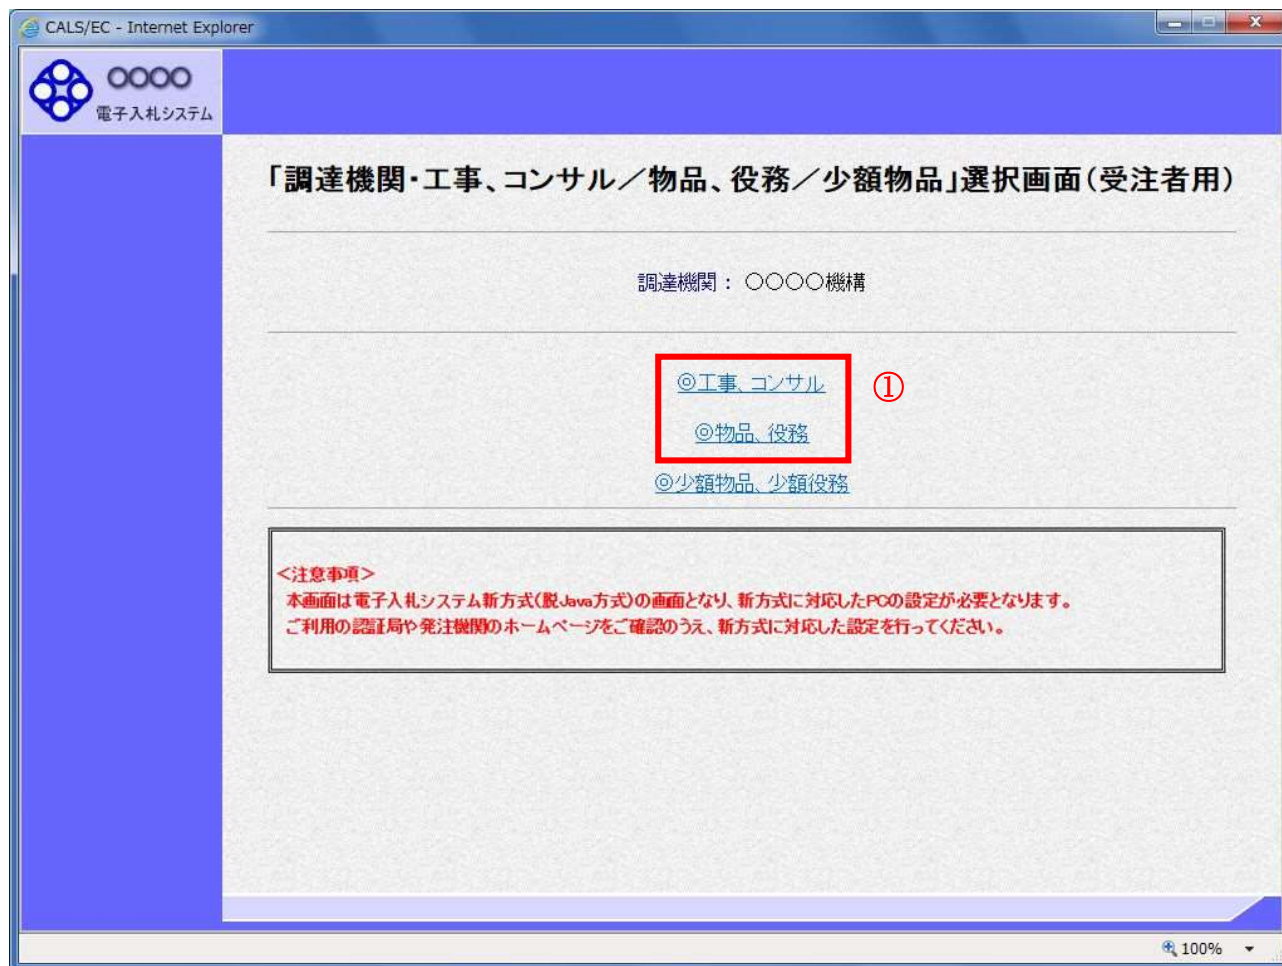 CALS/EC - Internet Explorer
○○○○
電子入札システム
「調達機関・工事、コンサル／物品、役務／少額物品」選択画面(受注者用)
調達機関： ○○○○機構
◎工事、コンサル
①
◎物品、役務
◎少額物品、少額役務
<注意事項>
本画面は電子入札システム新方式(脱Java方式)の画面となり、新方式に対応したPCの設定が必要となります。
ご利用の認証局や発注機関のホームページをご確認のうえ、新方式に対応した設定を行ってください。
100%